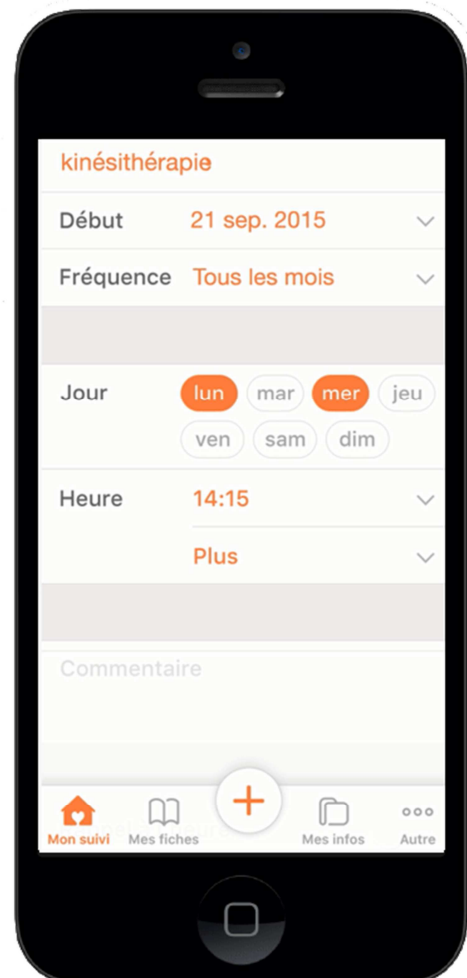 kinésithérapie
Début 21 sep. 2015
Fréquence Tous les mois
Jour lun mar mer jeu
ven sam dim
Heure 14:15
Plus
Commentaire
Mon suivi Mes fiches Mes infos Autre